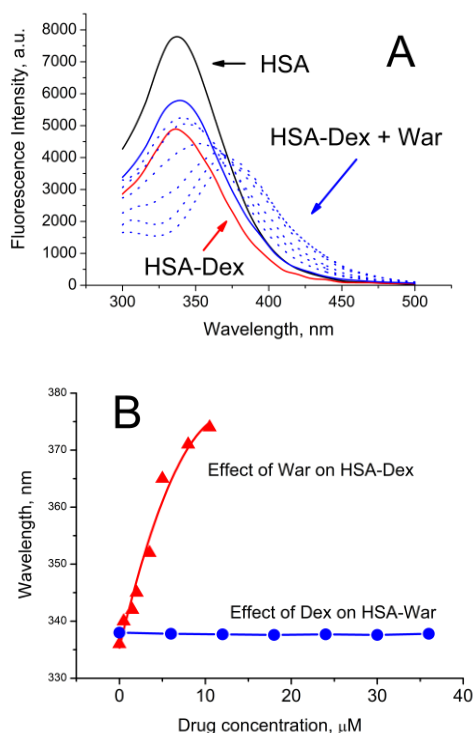 A
8000
7000
6000
5000
4000
3000
2000
1000
0
Fluorescence Intensity, a.u.
HSA
HSA-Dex + War
HSA-Dex
300 350 400 450 500
Wavelength, nm
B
380
370
360
350
340
330
Wavelength, nm
Effect of War on HSA-Dex
Effect of Dex on HSA-War
0 10 20 30 40
Drug concentration, μM